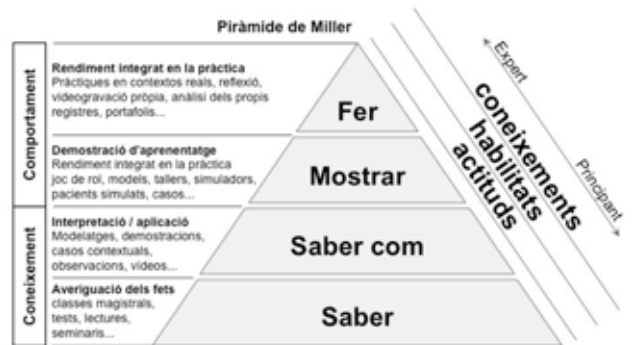 Piràmide de Miller
Comportament
Rendiment integrat en la pràctica
Pràctiques en contextos reals, reflexió,
videogravació pròpia, anàlisi dels propis
registres, portafolis...
Fer
Demostració d'aprenentatge
Rendiment integrat en la pràctica
joc de rol, models, tallers, simuladors,
pacients simulats, casos...
Mostrar
Coneixement
Interpretació / aplicació
Modelatges, demostracions,
casos contextuals,
observacions, vídeos...
Saber com
Averiguació dels fets
classes magistrals,
tests, lectures,
seminaris...
Saber
coneixements
habilitats
actituds
Expert
Principant